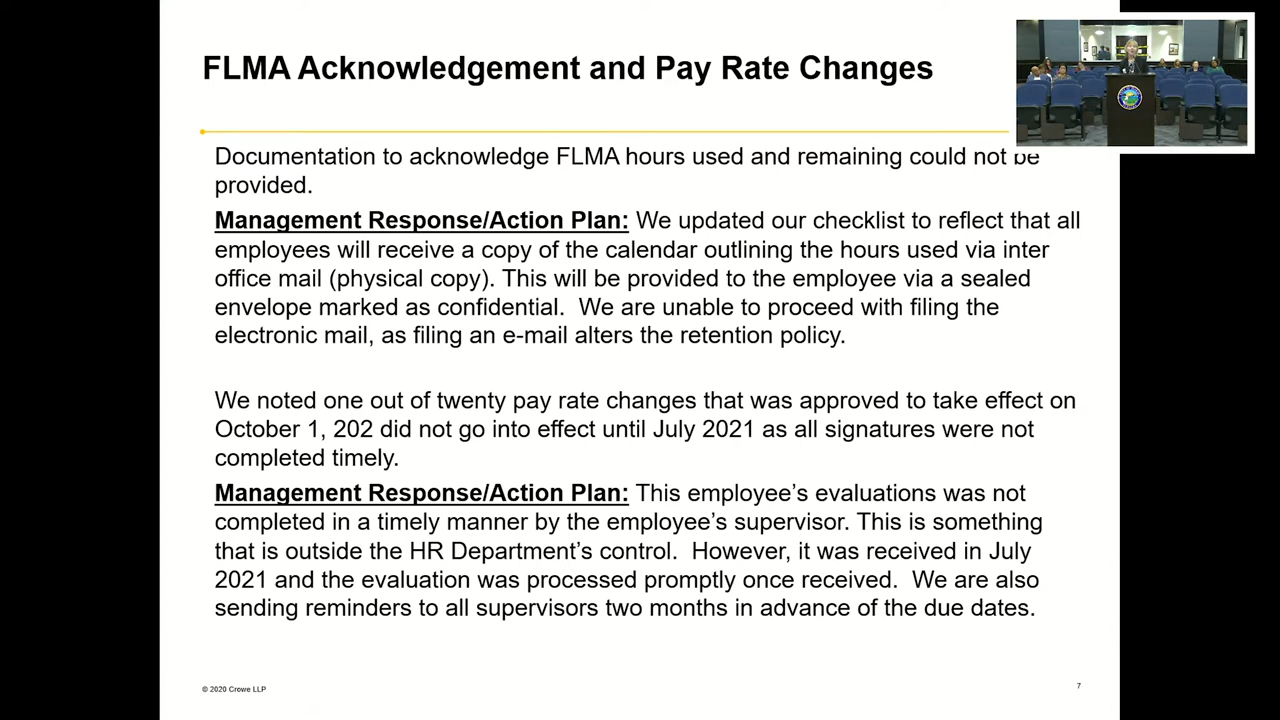 FLMA Acknowledgement and Pay Rate Changes
Documentation to acknowledge FLMA hours used and remaining could not be
provided.
Management Response/Action Plan: We updated our checklist to reflect that all
employees will receive a copy of the calendar outlining the hours used via inter
office mail (physical copy). This will be provided to the employee via a sealed
envelope marked as confidential.  We are unable to proceed with filing the
electronic mail, as filing an e-mail alters the retention policy.
We noted one out of twenty pay rate changes that was approved to take effect on
October 1, 202 did not go into effect until July 2021 as all signatures were not
completed timely.
Management Response/Action Plan: This employee’s evaluations was not
completed in a timely manner by the employee’s supervisor. This is something
that is outside the HR Department’s control.  However, it was received in July
2021 and the evaluation was processed promptly once received.  We are also
sending reminders to all supervisors two months in advance of the due dates.
© 2020 Crowe LLP
7